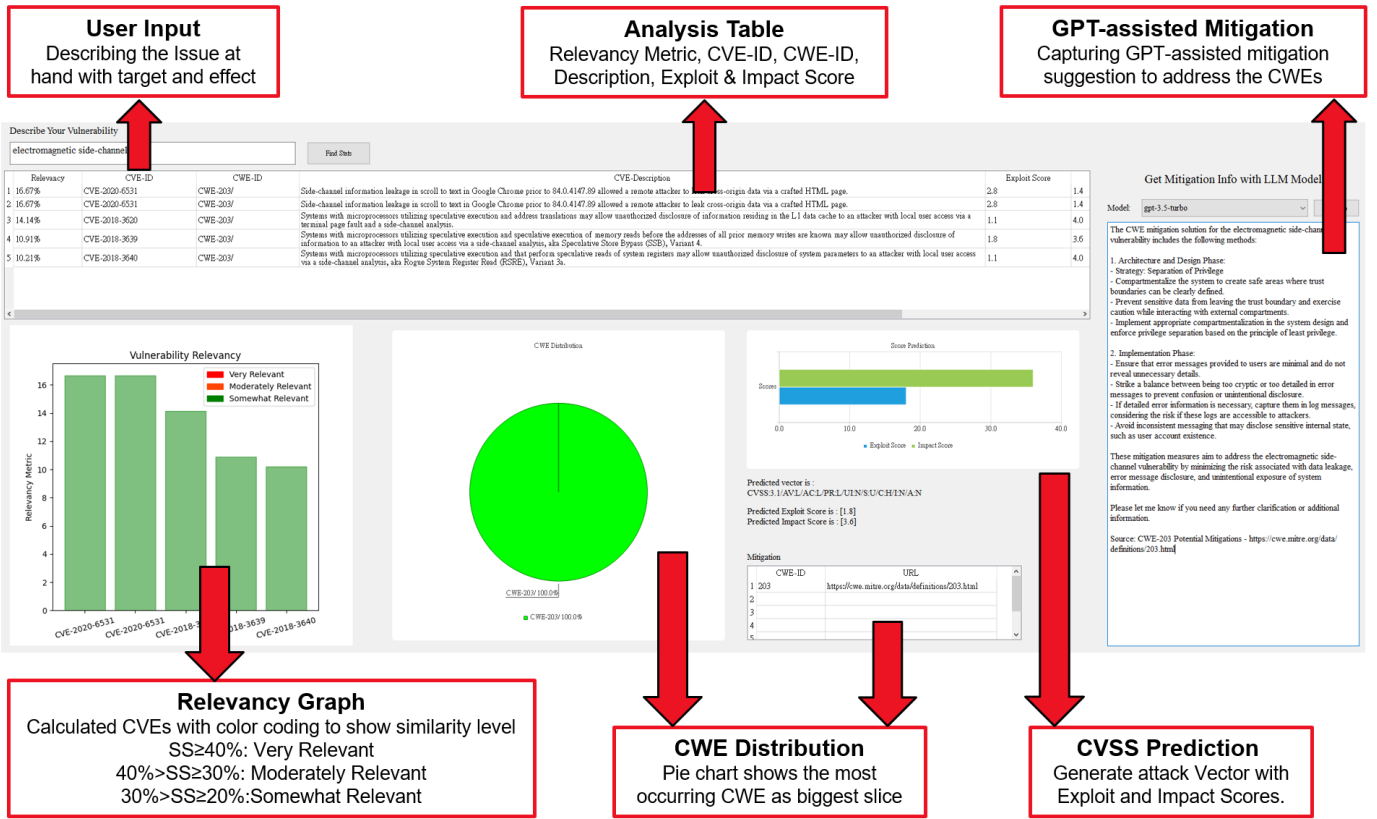 User Input
Describing the Issue at
hand with target and effect
Analysis Table
Relevancy Metric, CVE-ID, CWE-ID,
Description, Exploit & Impact Score
GPT-assisted Mitigation
Capturing GPT-assisted mitigation
suggestion to address the CWEs
Describe Your Vulnerability
electromagnetic side-channel
Find Stats
Relevancy CVE-ID CWE-ID CVE-Description Exploit Score
1 16.67% CVE-2020-6531 CWE-203/ Side-channel information leakage in scroll to text in Google Chrome prior to 84.0.4147.89 allowed a remote attacker to leak cross-origin data via a crafted HTML page. 2.8 1.4
2 16.67% CVE-2020-6531 CWE-203/ Side-channel information leakage in scroll to text in Google Chrome prior to 84.0.4147.89 allowed a remote attacker to leak cross-origin data via a crafted HTML page. 2.8 1.4
3 14.14% CVE-2018-3620 CWE-203/ Systems with microprocessors utilizing speculative execution and address translations may allow unauthorized disclosure of information residing in the L1 data cache to an attacker with local user access via a
terminal page fault and a side-channel analysis. 1.1 4.0
4 10.91% CVE-2018-3639 CWE-203/ Systems with microprocessors utilizing speculative execution and speculative execution of memory reads before the addresses of all prior memory writes are known may allow unauthorized disclosure of
information to an attacker with local user access via a side-channel analysis, aka Speculative Store Bypass (SSB), Variant 4. 1.8 3.6
5 10.21% CVE-2018-3640 CWE-203/ Systems with microprocessors utilizing speculative execution and that perform speculative reads of system registers may allow unauthorized disclosure of system parameters to an attacker with local user access
via a side-channel analysis, aka Rogue System Register Read (RSRE), Variant 3a. 1.1 4.0
Get Mitigation Info with LLM Model
Model: gpt-3.5-turbo
The CWE mitigation solution for the electromagnetic side-channel
vulnerability includes the following methods:
1. Architecture and Design Phase:
- Strategy: Separation of Privilege
- Compartmentalize the system to create safe areas where trust
boundaries can be clearly defined.
- Prevent sensitive data from leaving the trust boundary and exercise
caution while interacting with external compartments.
- Implement appropriate compartmentalization in the system design and
enforce privilege separation based on the principle of least privilege.
2. Implementation Phase:
- Ensure that error messages provided to users are minimal and do not
reveal unnecessary details.
- Strike a balance between being too cryptic or too detailed in error
messages to prevent confusion or unintentional disclosure.
- If detailed error information is necessary, capture them in log messages,
considering the risk if these logs are accessible to attackers.
- Avoid inconsistent messaging that may disclose sensitive internal state,
such as user account existence.
These mitigation measures aim to address the electromagnetic side-
channel vulnerability by minimizing the risk associated with data leakage,
error message disclosure, and unintentional exposure of system
information.
Please let me know if you need any further clarification or additional
information.
Source: CWE-203 Potential Mitigations - https://cwe.mitre.org/data/
definitions/203.html
Vulnerability Relevancy
Very Relevant
Moderately Relevant
Somewhat Relevant
Relevancy Metric
16
14
12
10
8
6
4
2
0
CVE-2020-6531 CVE-2020-6531 CVE-2018-3639 CVE-2018-3640
CWE Distribution
CWE-203/ 100.0%
CWE-203/ 100.0%
Score Prediction
Scores
0.0 10.0 20.0 30.0 40.0
Exploit Score Impact Score
Predicted vector is :
CVSS:3.1/AV:L/AC:L/PR:L/UI:N/S:U/C:H/I:N/A:N
Predicted Exploit Score is : [1.8]
Predicted Impact Score is : [3.6]
Mitigation
CWE-ID URL
1 203 https://cwe.mitre.org/data/definitions/203.html
2
3
4
5
Relevancy Graph
Calculated CVEs with color coding to show similarity level
SS≥40%: Very Relevant
40%>SS≥30%: Moderately Relevant
30%>SS≥20%:Somewhat Relevant
CWE Distribution
Pie chart shows the most
occurring CWE as biggest slice
CVSS Prediction
Generate attack Vector with
Exploit and Impact Scores.